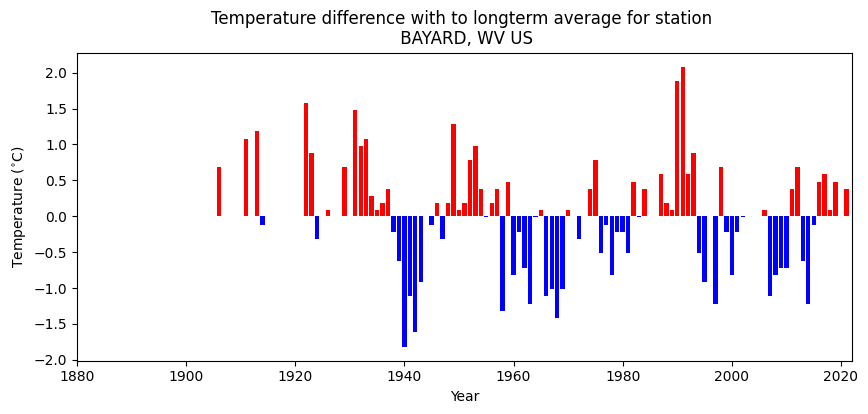 Temperature difference with to longterm average for station
BAYARD, WV US
2.0
1.5
1.0
0.5
0.0
−0.5
−1.0
−1.5
−2.0
Temperature (°C)
1880 1900 1920 1940 1960 1980 2000 2020
Year